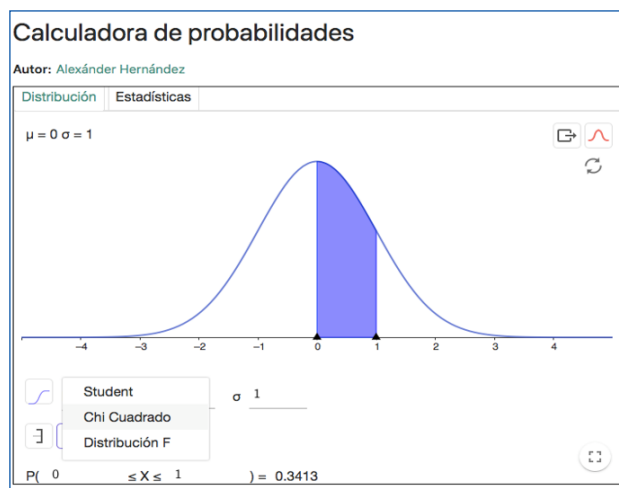 Calculadora de probabilidades
Autor: Alexánder Hernández
Distribución Estadísticas
μ = 0 σ = 1
-4 -3 -2 -1 0 1 2 3 4
Student
σ 1
Chi Cuadrado
Distribución F
P( 0 ≤ X ≤ 1 ) = 0.3413